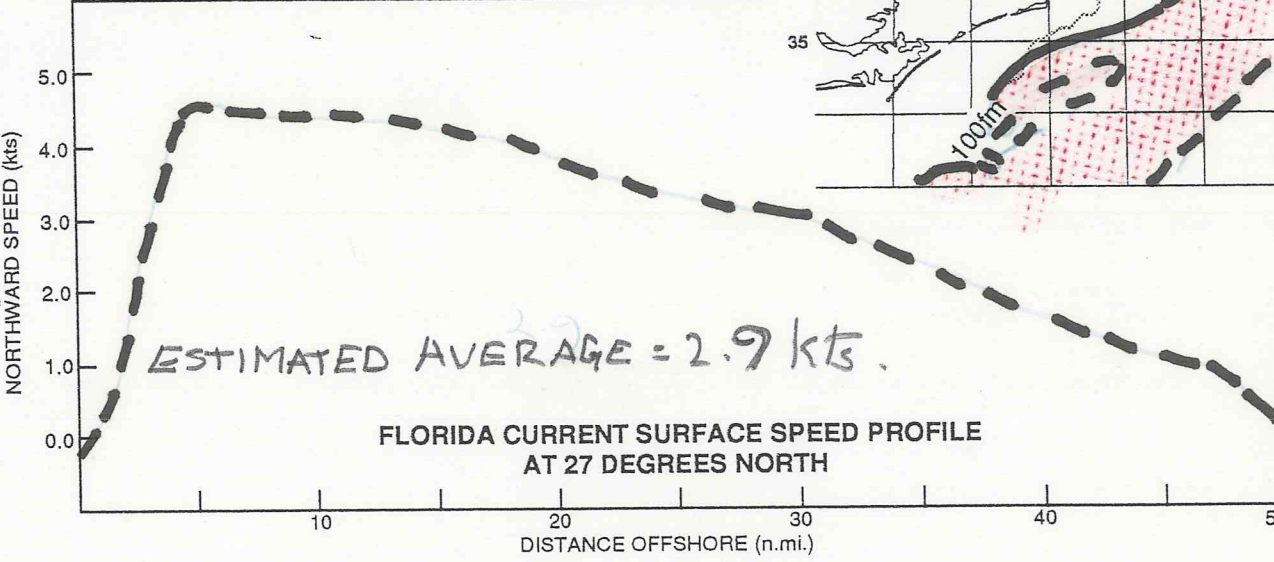 35
100fm
5.0
4.0
3.0
2.0
1.0
0.0
NORTHWARD SPEED (kts)
ESTIMATED AVERAGE = 2.9 kts.
FLORIDA CURRENT SURFACE SPEED PROFILE
AT 27 DEGREES NORTH
10
20
30
40
DISTANCE OFFSHORE (n.mi.)